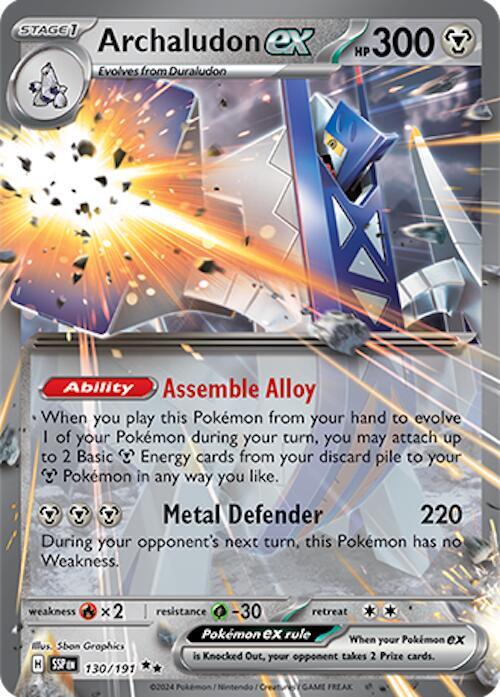 STAGE 1
Archaludon ex HP 300
Evolves from Duraludon
Ability Assemble Alloy
When you play this Pokémon from your hand to evolve
1 of your Pokémon during your turn, you may attach
up to 2 Basic Energy cards from your discard pile to your
Pokémon in any way you like.
Metal Defender 220
During your opponent's next turn, this Pokémon has no
Weakness.
weakness ×2 resistance -30 retreat
Pokémon ex rule When your Pokémon ex
is Knocked Out, your opponent takes 2 Prize cards.
Illus. 5ban Graphics
H SSP EN 130/191 ★★
©2024 Pokémon / Nintendo / Creatures / GAME FREAK